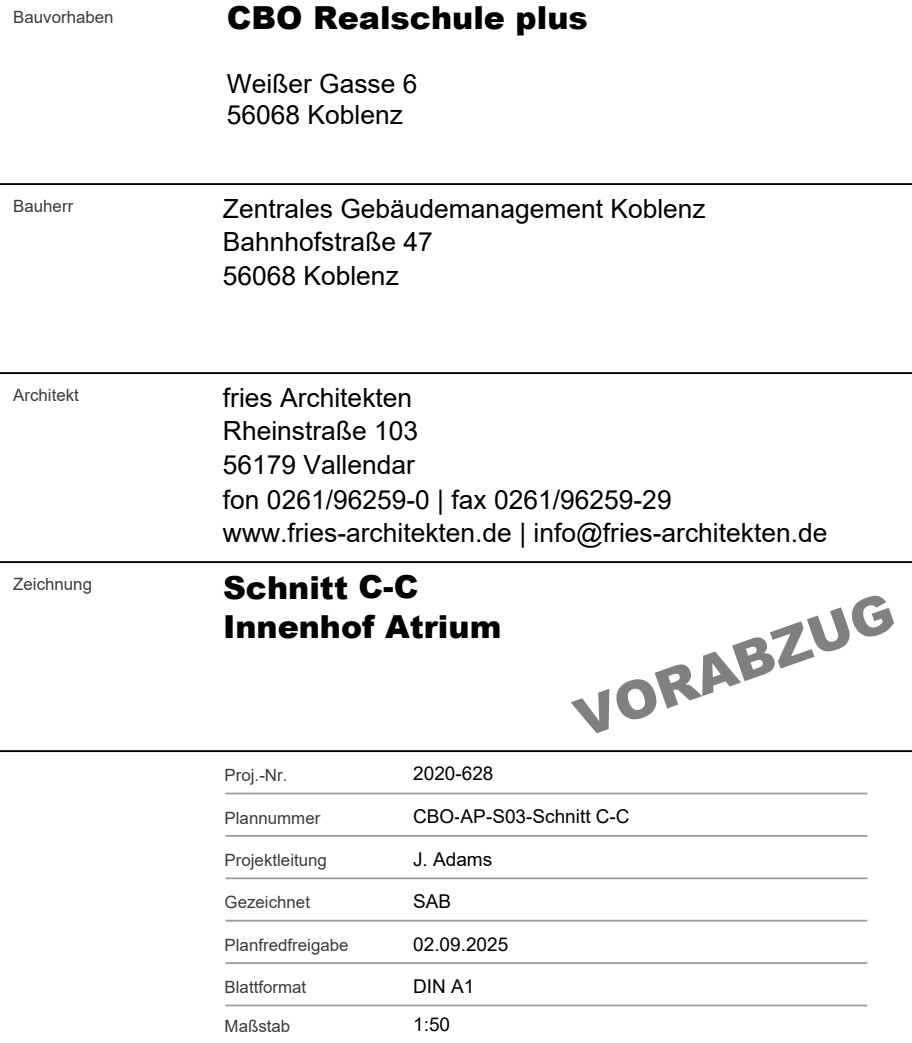 Bauvorhaben
CBO Realschule plus
Weißer Gasse 6
56068 Koblenz
Bauherr
Zentrales Gebäudemanagement Koblenz
Bahnhofstraße 47
56068 Koblenz
Architekt
fries Architekten
Rheinstraße 103
56179 Vallendar
fon 0261/96259-0 | fax 0261/96259-29
www.fries-architekten.de | info@fries-architekten.de
Zeichnung
Schnitt C-C
Innenhof Atrium
VORABZUG
Proj.-Nr. 2020-628
Plannummer CBO-AP-S03-Schnitt C-C
Projektleitung J. Adams
Gezeichnet SAB
Planfredfreigabe 02.09.2025
Blattformat DIN A1
Maßstab 1:50